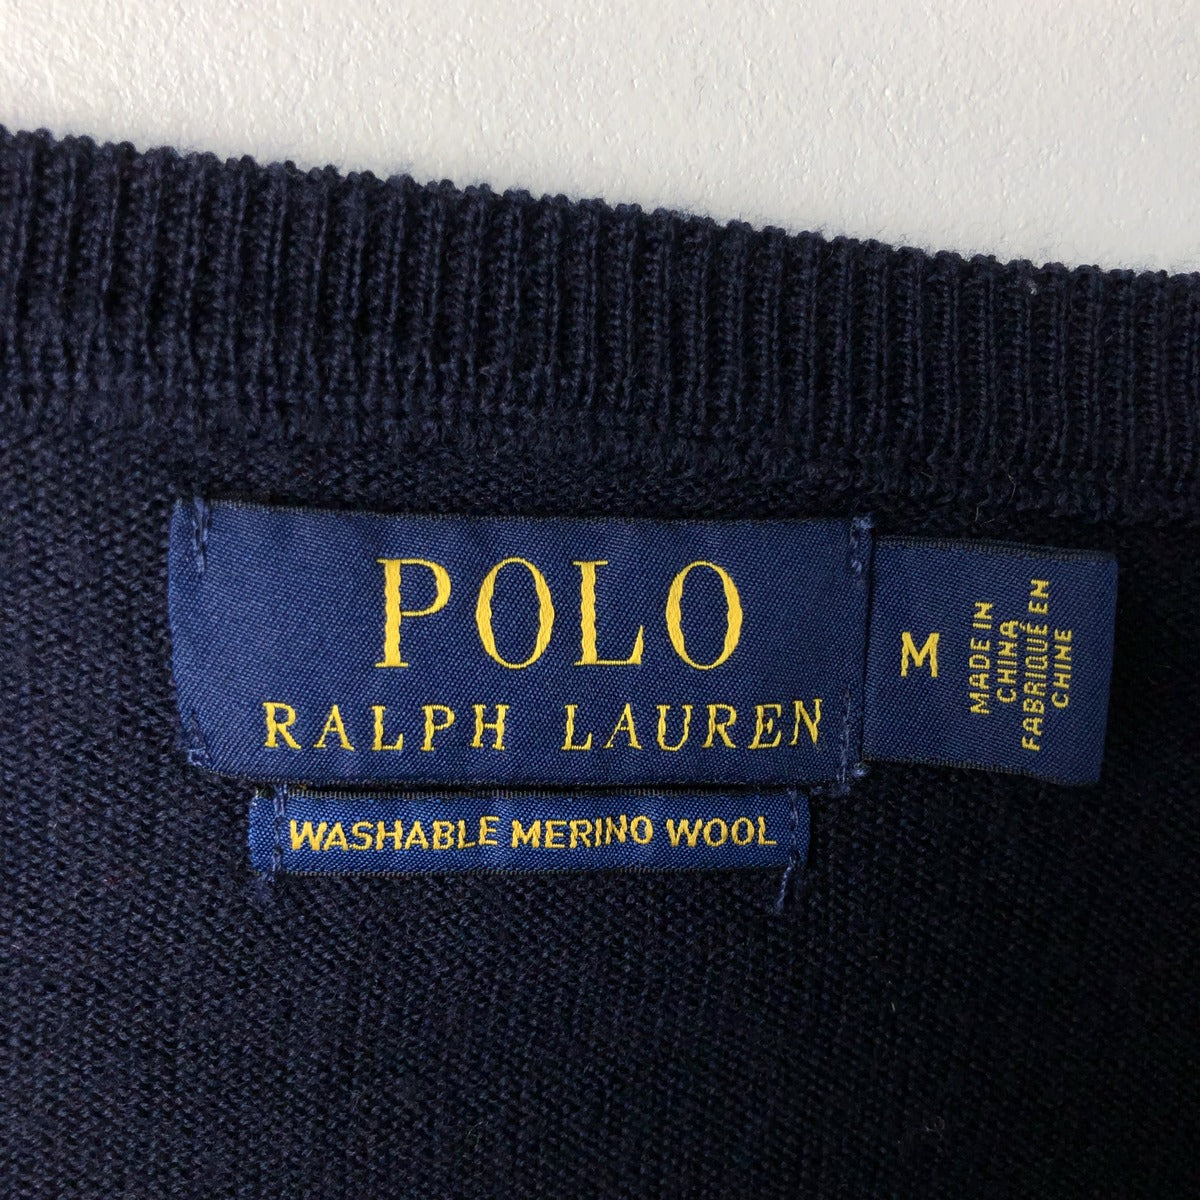 POLO
RALPH LAUREN
WASHABLE MERINO WOOL
M
MADE IN
CHINA
FABRIQUÉ EN
CHINE